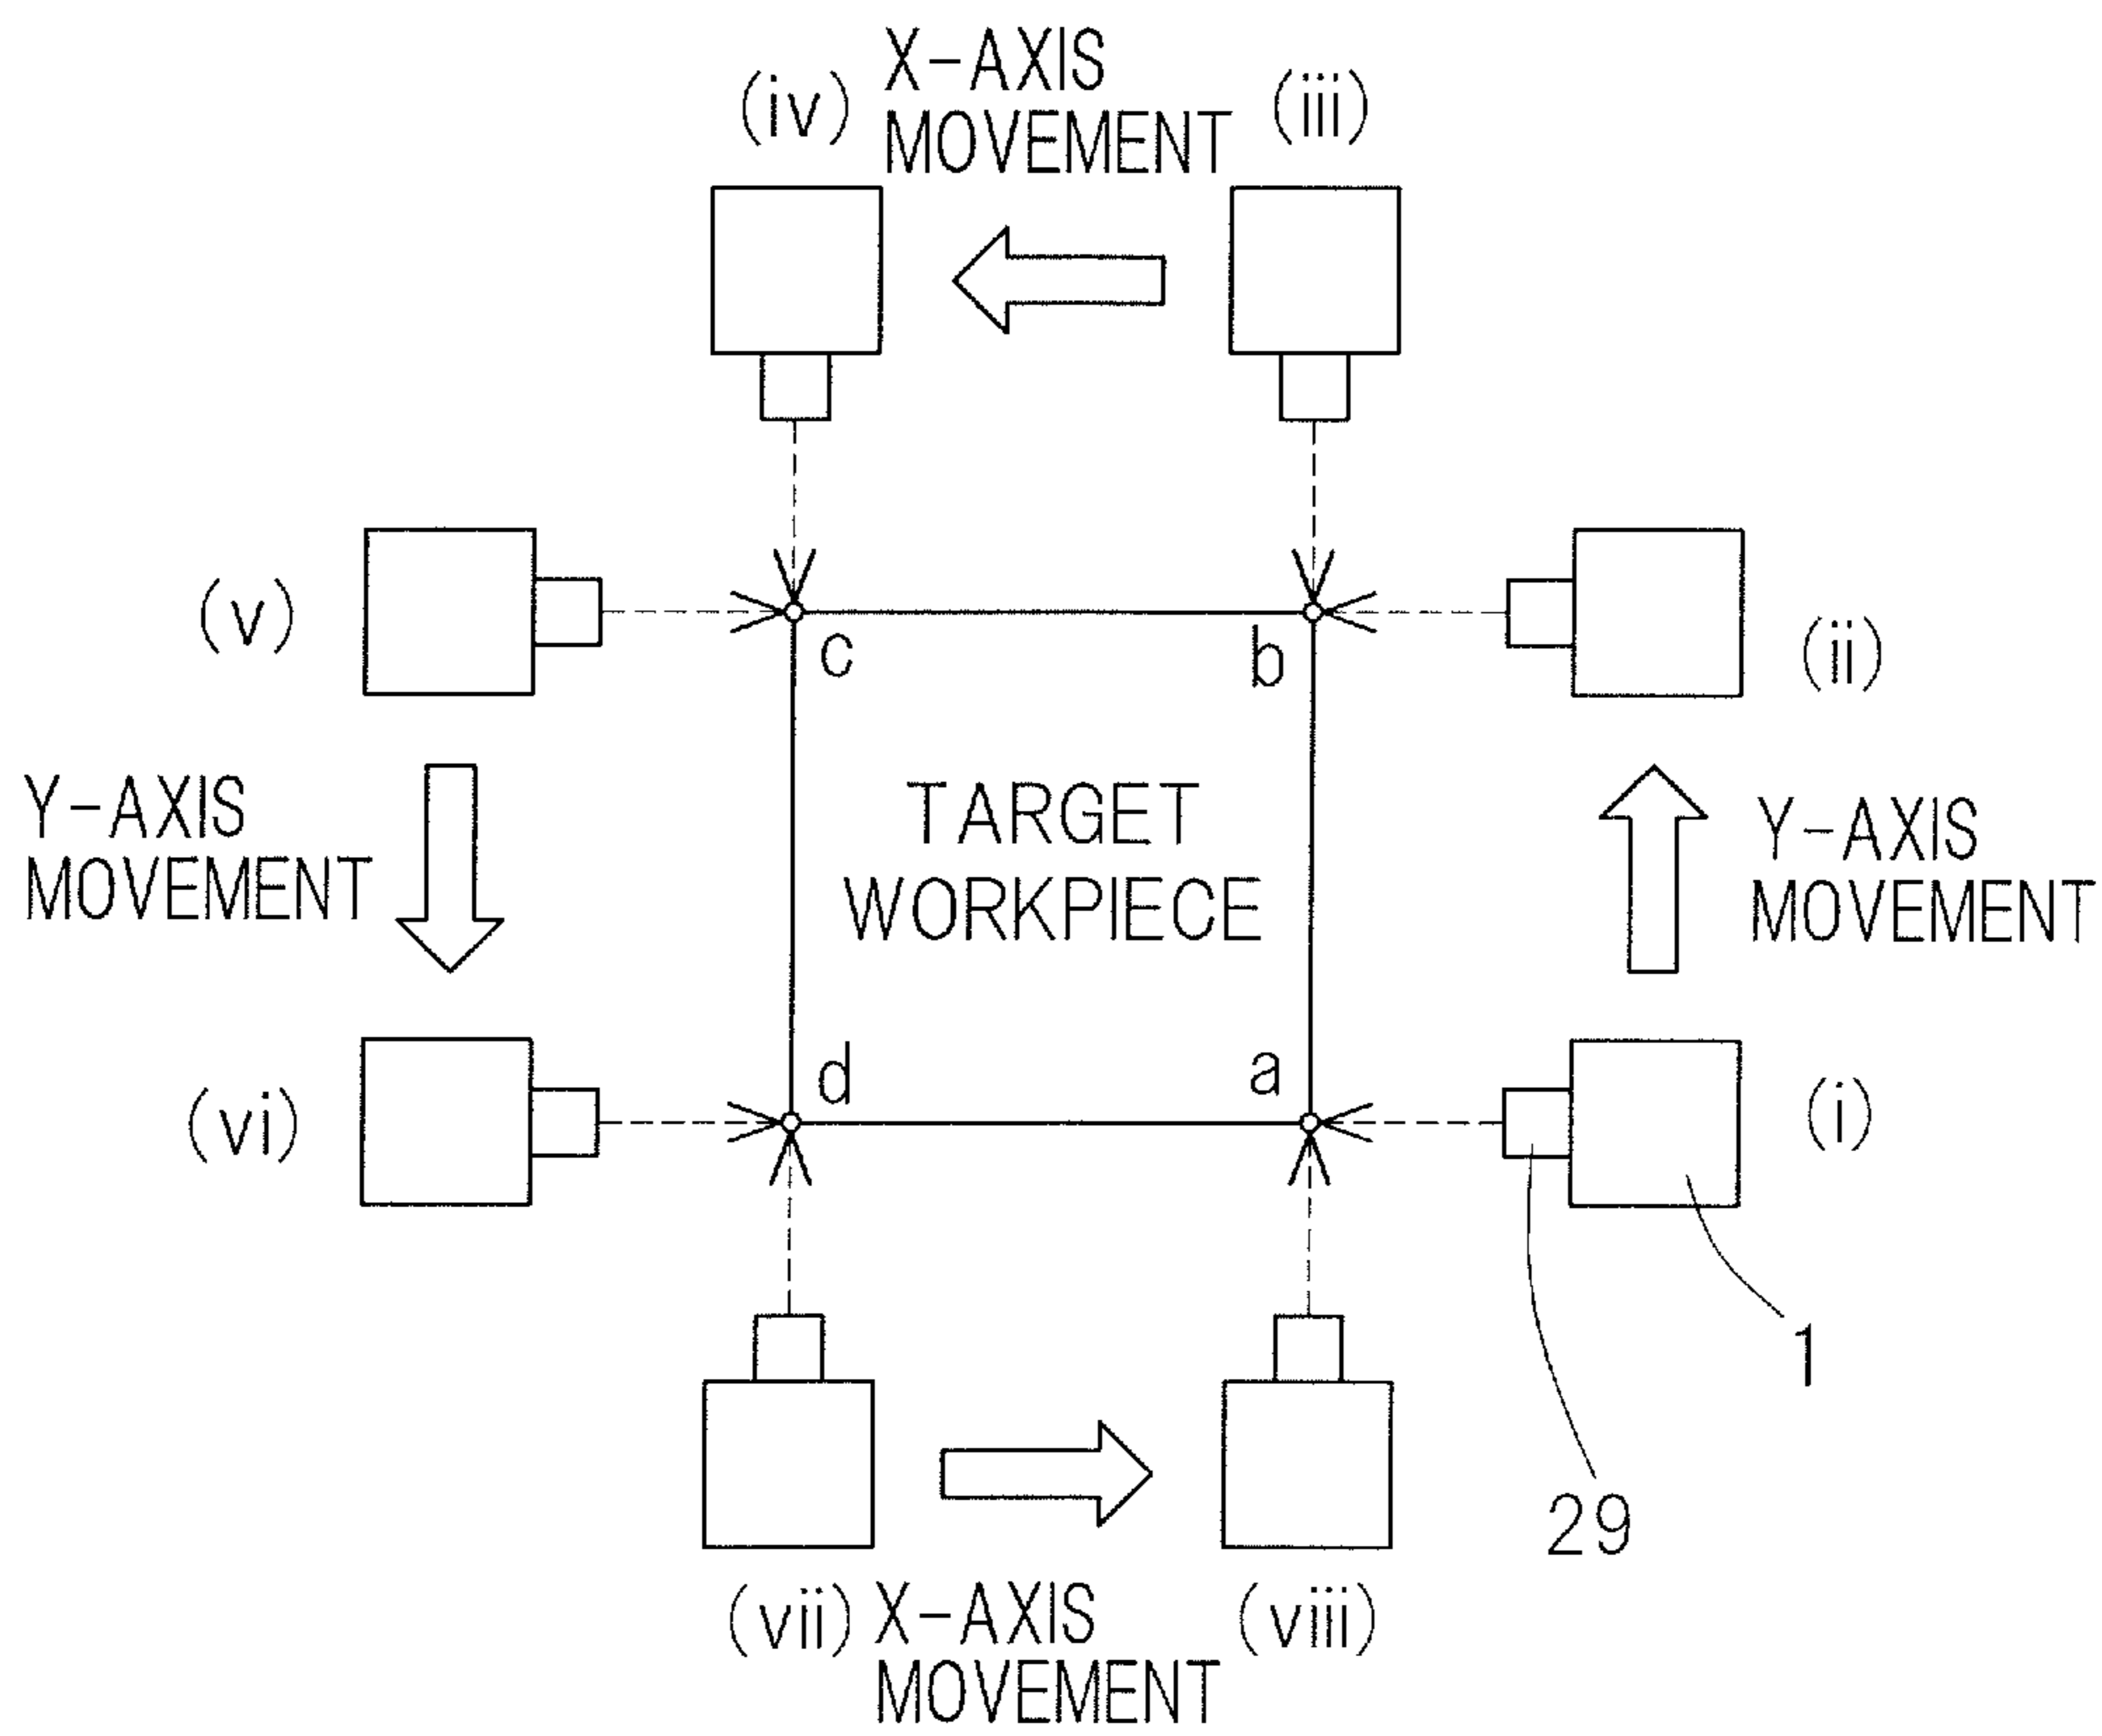 X-AXIS
(iv) MOVEMENT (iii)
(v)
c
b
(ii)
Y-AXIS
MOVEMENT
TARGET
WORKPIECE
Y-AXIS
MOVEMENT
(vi)
d
a
(i)
1
29
(vii) X-AXIS (viii)
MOVEMENT